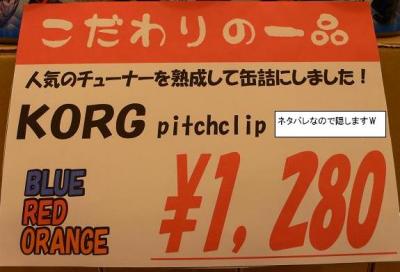 こだわりの一品
人気のチューナーを熟成して缶詰にしました！
KORG pitchclip ネタバレなので隠しますW
BLUE
RED
ORANGE
¥1,280